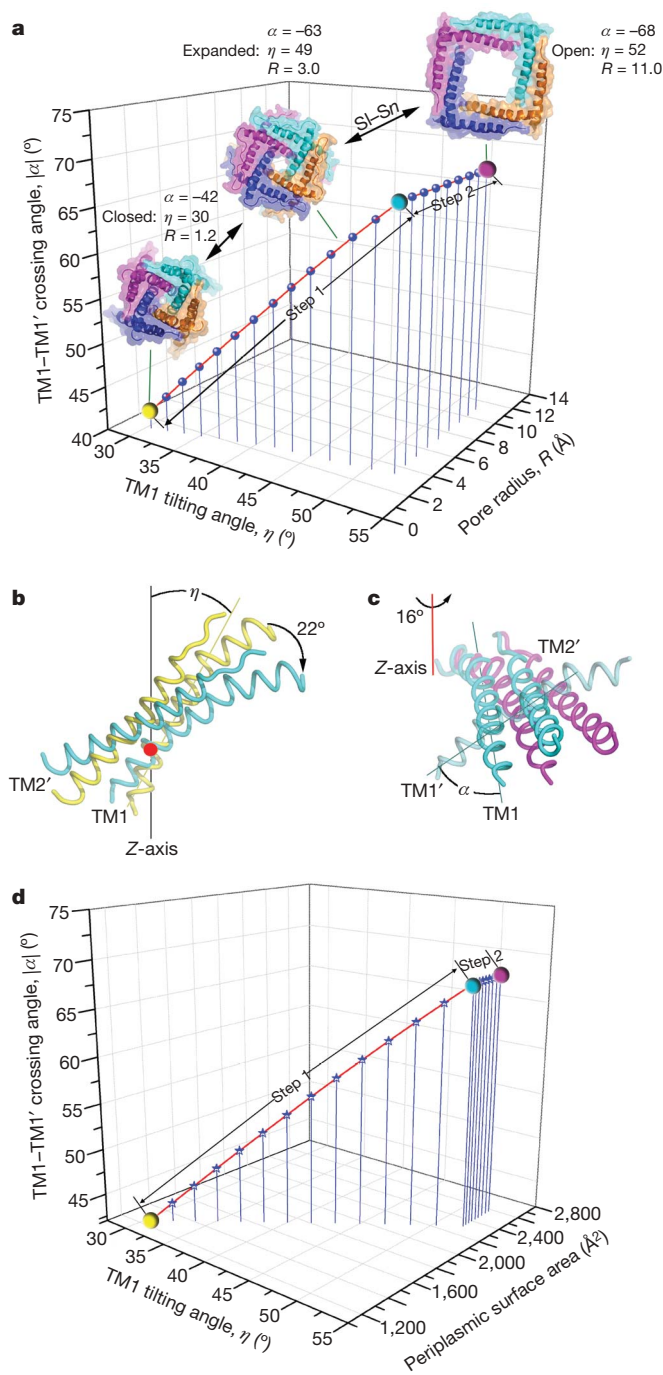 a
Expanded:
α = –63
η = 49
R = 3.0
Open:
α = –68
η = 52
R = 11.0
Closed:
α = –42
η = 30
R = 1.2
SI–Sn
Step 1
Step 2
TM1–TM1′ crossing angle, |α| (º)
75
70
65
60
55
50
45
40
30
35
40
45
50
55
TM1 tilting angle, η (º)
0
2
4
6
8
10
12
14
Pore radius, R (Å)
b
η
22º
TM2′
TM1
Z-axis
c
16º
Z-axis
TM2′
TM1′
α
TM1
d
TM1–TM1′ crossing angle, |α| (º)
75
70
65
60
55
50
45
Step 1
Step 2
30
35
40
45
50
55
TM1 tilting angle, η (º)
1,200
1,600
2,000
2,400
2,800
Periplasmic surface area (Å²)